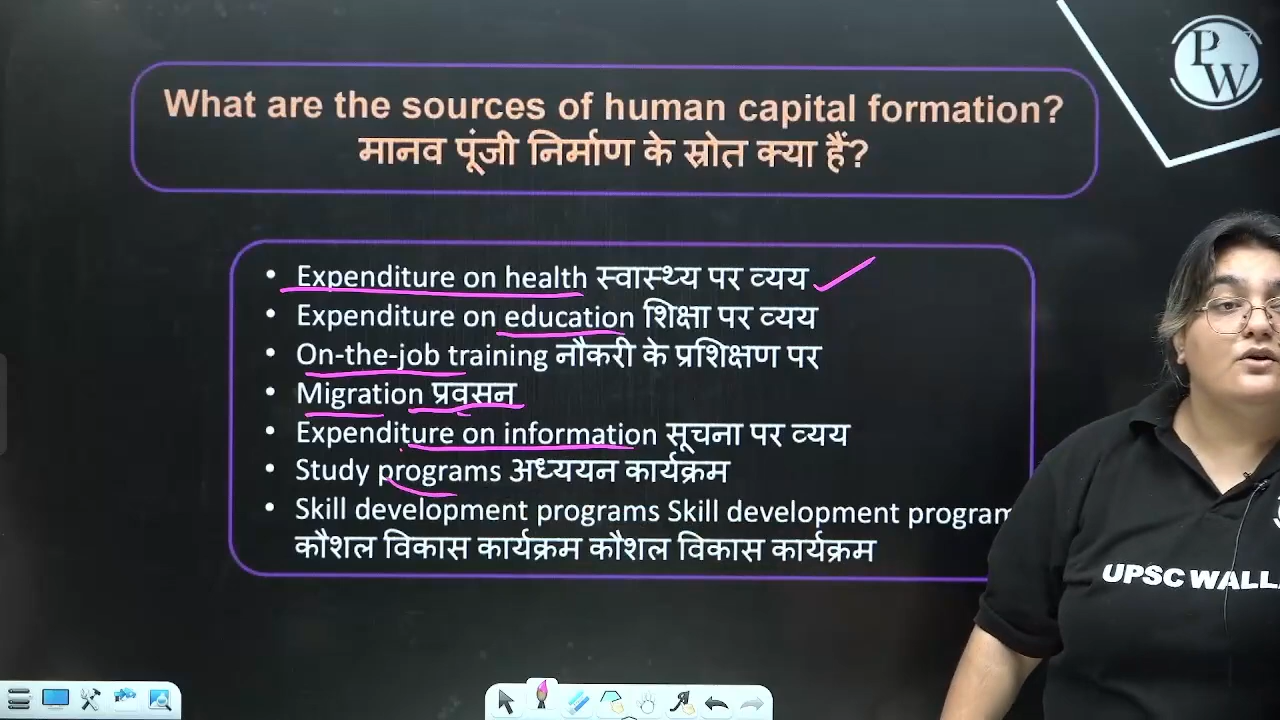 PW
What are the sources of human capital formation?
मानव पूंजी निर्माण के स्रोत क्या हैं?
• Expenditure on health स्वास्थ्य पर व्यय
• Expenditure on education शिक्षा पर व्यय
• On-the-job training नौकरी के प्रशिक्षण पर
• Migration प्रवसन
• Expenditure on information सूचना पर व्यय
• Study programs अध्ययन कार्यक्रम
• Skill development programs Skill development program
कौशल विकास कार्यक्रम कौशल विकास कार्यक्रम
UPSC WALL